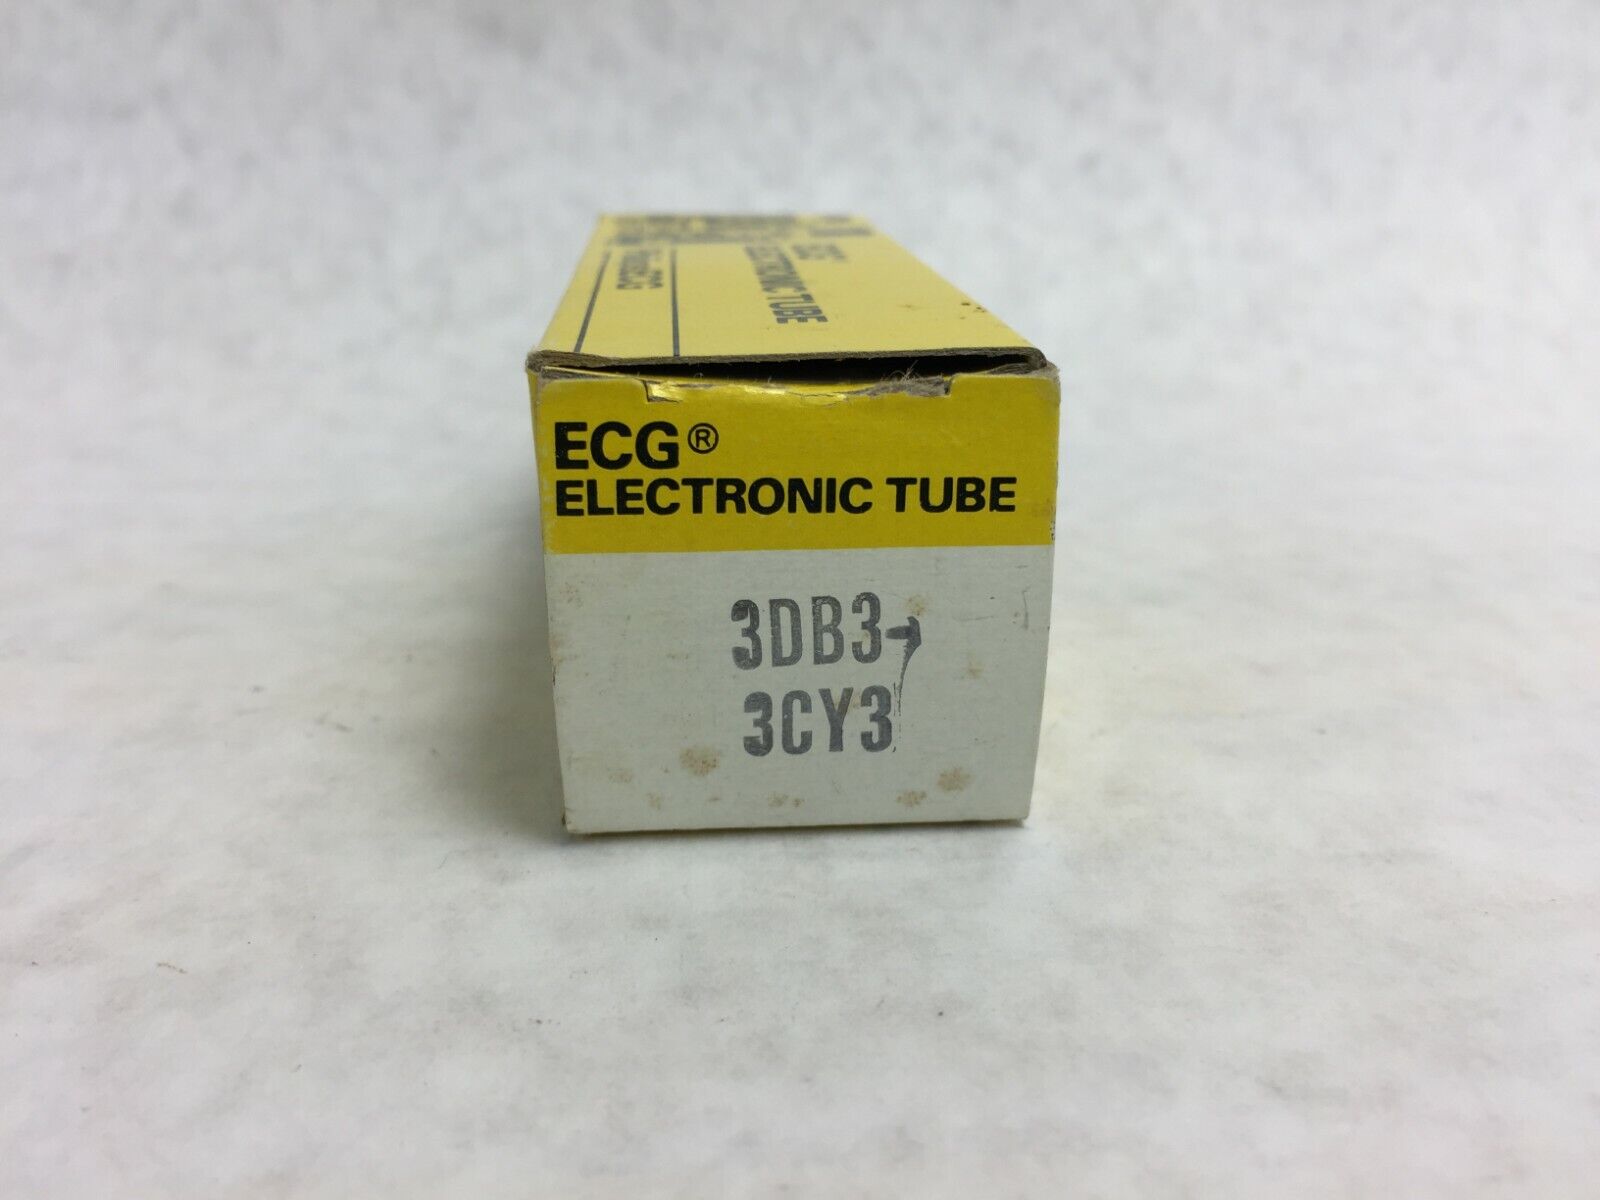 ECG®
ELECTRONIC TUBE
3DB3-
3CY3
ELECTRONIC TUBE